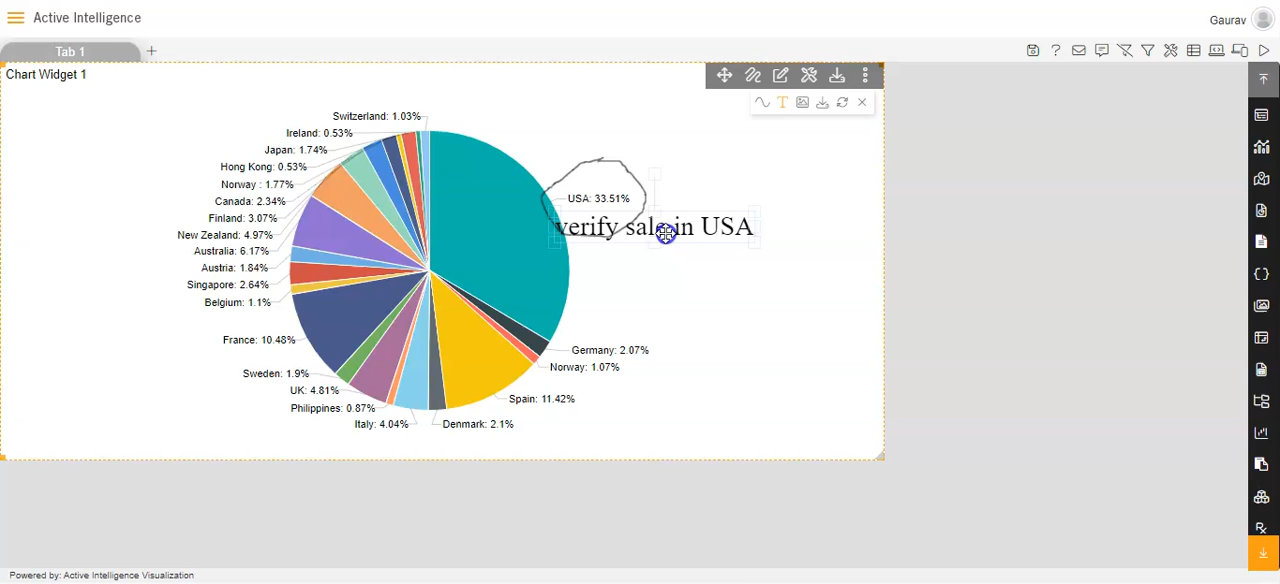 Active Intelligence
Gaurav
Tab 1
Chart Widget 1
Switzerland: 1.03%
Ireland: 0.53%
Japan: 1.74%
Hong Kong: 0.53%
Norway : 1.77%
Canada: 2.34%
Finland: 3.07%
New Zealand: 4.97%
Australia: 6.17%
Austria: 1.84%
Singapore: 2.64%
Belgium: 1.1%
France: 10.48%
Sweden: 1.9%
UK: 4.81%
Philippines: 0.87%
Italy: 4.04%
Denmark: 2.1%
Spain: 11.42%
Norway: 1.07%
Germany: 2.07%
USA: 33.51%
verify sale in USA
Powered by: Active Intelligence Visualization